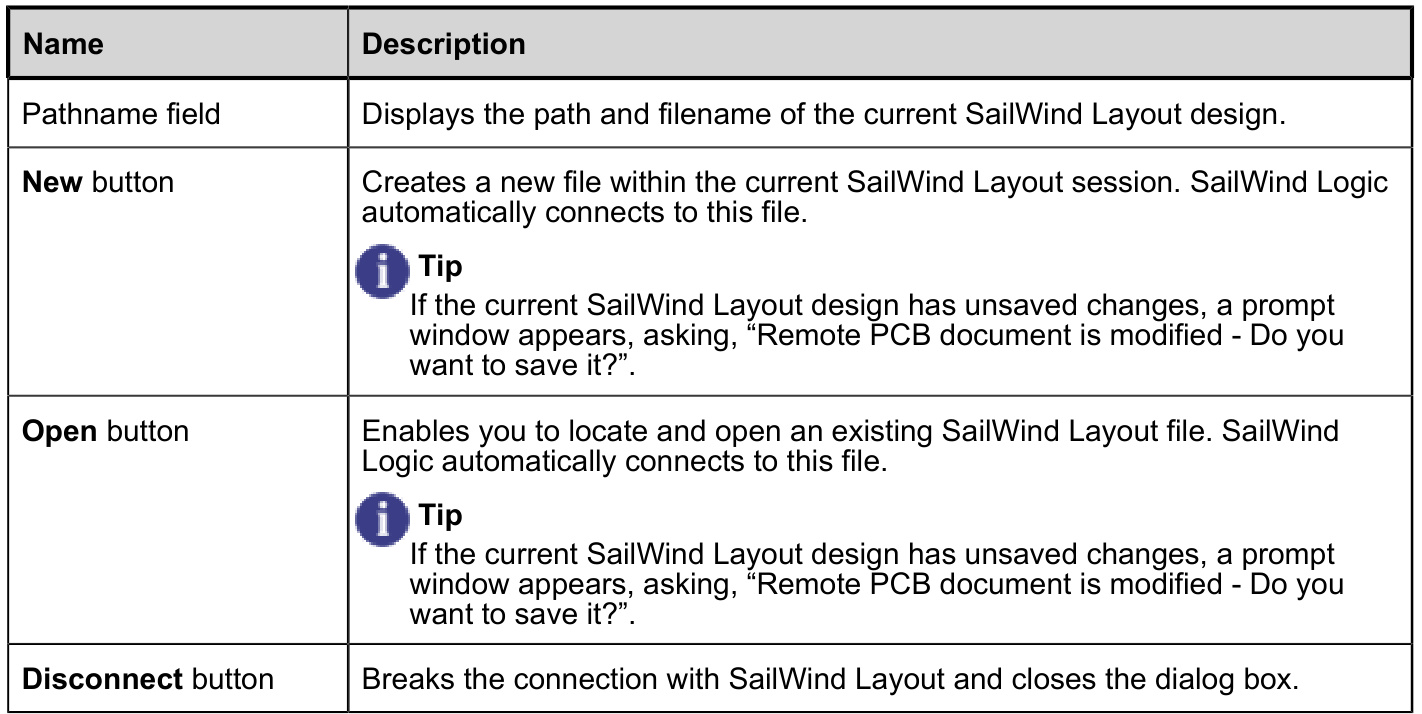 Name Description
Pathname field Displays the path and filename of the current SailWind Layout design.
New button Creates a new file within the current SailWind Layout session. SailWind Logic
automatically connects to this file.
Tip
If the current SailWind Layout design has unsaved changes, a prompt
window appears, asking, “Remote PCB document is modified - Do you
want to save it?”.
Open button Enables you to locate and open an existing SailWind Layout file. SailWind
Logic automatically connects to this file.
Tip
If the current SailWind Layout design has unsaved changes, a prompt
window appears, asking, “Remote PCB document is modified - Do you
want to save it?”.
Disconnect button Breaks the connection with SailWind Layout and closes the dialog box.